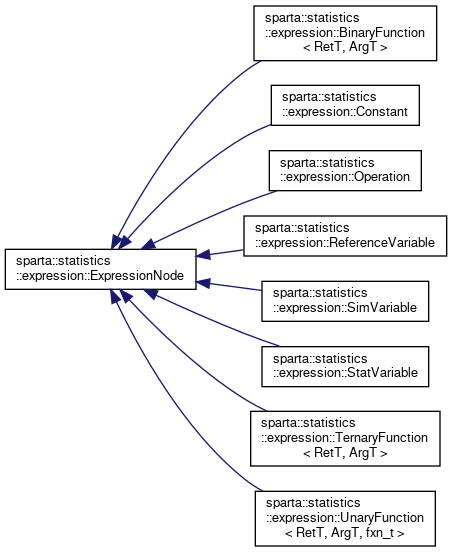 sparta::statistics
::expression::BinaryFunction
< RetT, ArgT >
sparta::statistics
::expression::Constant
sparta::statistics
::expression::Operation
sparta::statistics
::expression::ReferenceVariable
sparta::statistics
::expression::ExpressionNode
sparta::statistics
::expression::SimVariable
sparta::statistics
::expression::StatVariable
sparta::statistics
::expression::TernaryFunction
< RetT, ArgT >
sparta::statistics
::expression::UnaryFunction
< RetT, ArgT, fxn_t >